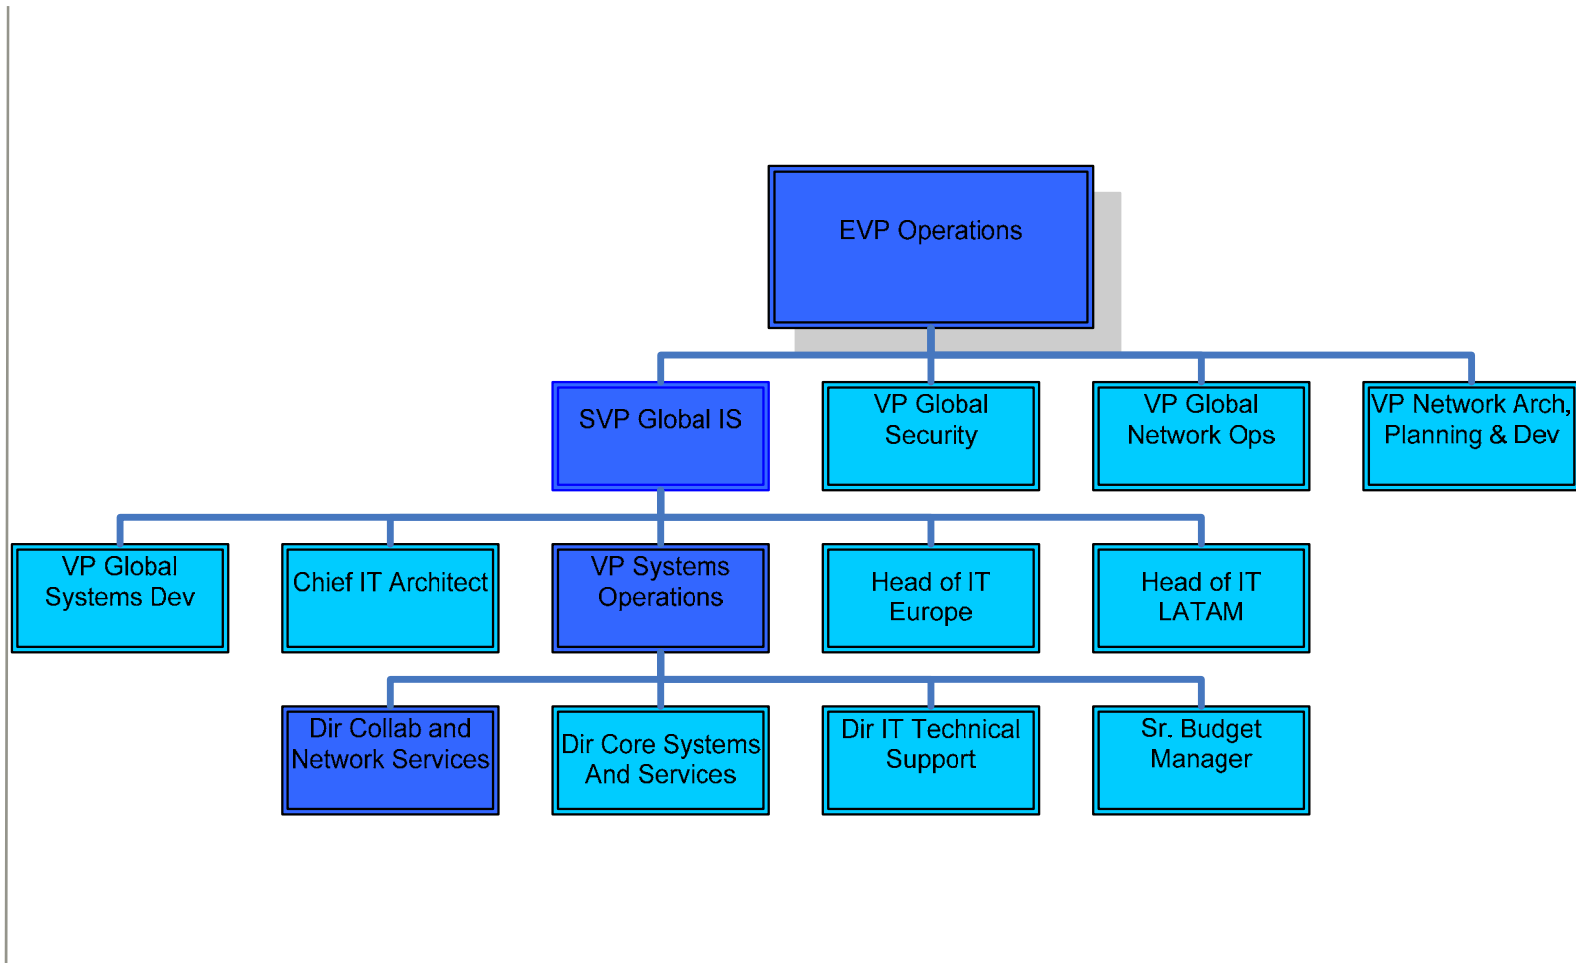 EVP Operations
SVP Global IS
VP Global
Security
VP Global
Network Ops
VP Network Arch,
Planning & Dev
VP Global
Systems Dev
Chief IT Architect
VP Systems
Operations
Head of IT
Europe
Head of IT
LATAM
Dir Collab and
Network Services
Dir Core Systems
And Services
Dir IT Technical
Support
Sr. Budget
Manager